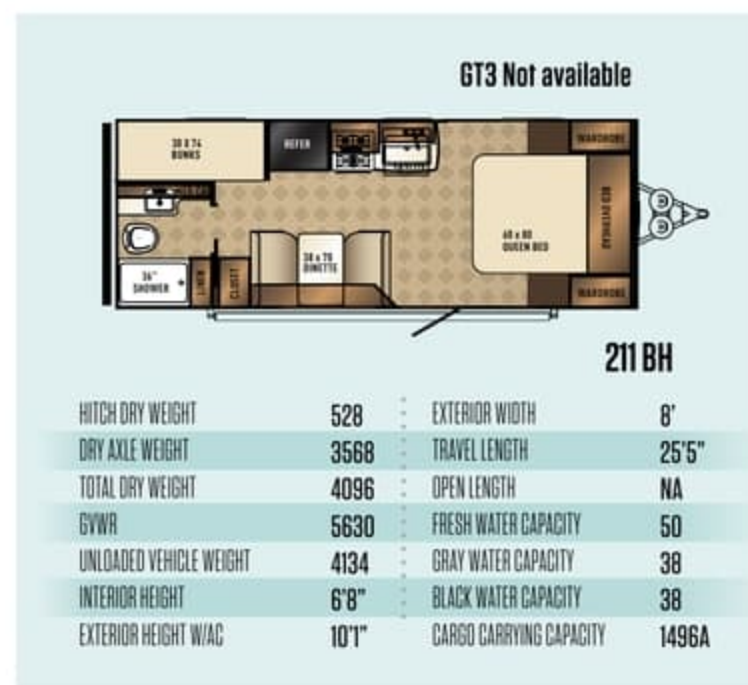 GT3 Not available
30 X 74
BUNKS
REFER
WARDROBE
BED OVERHEAD
60 x 80
QUEEN BED
38 x 70
DINETTE
36"
SHOWER
LINEN
CLOSET
WARDROBE
211 BH
HITCH DRY WEIGHT 528 EXTERIOR WIDTH 8'
DRY AXLE WEIGHT 3568 TRAVEL LENGTH 25'5"
TOTAL DRY WEIGHT 4096 OPEN LENGTH NA
GVWR 5630 FRESH WATER CAPACITY 50
UNLOADED VEHICLE WEIGHT 4134 GRAY WATER CAPACITY 38
INTERIOR HEIGHT 6'8" BLACK WATER CAPACITY 38
EXTERIOR HEIGHT W/AC 10'1" CARGO CARRYING CAPACITY 1496A